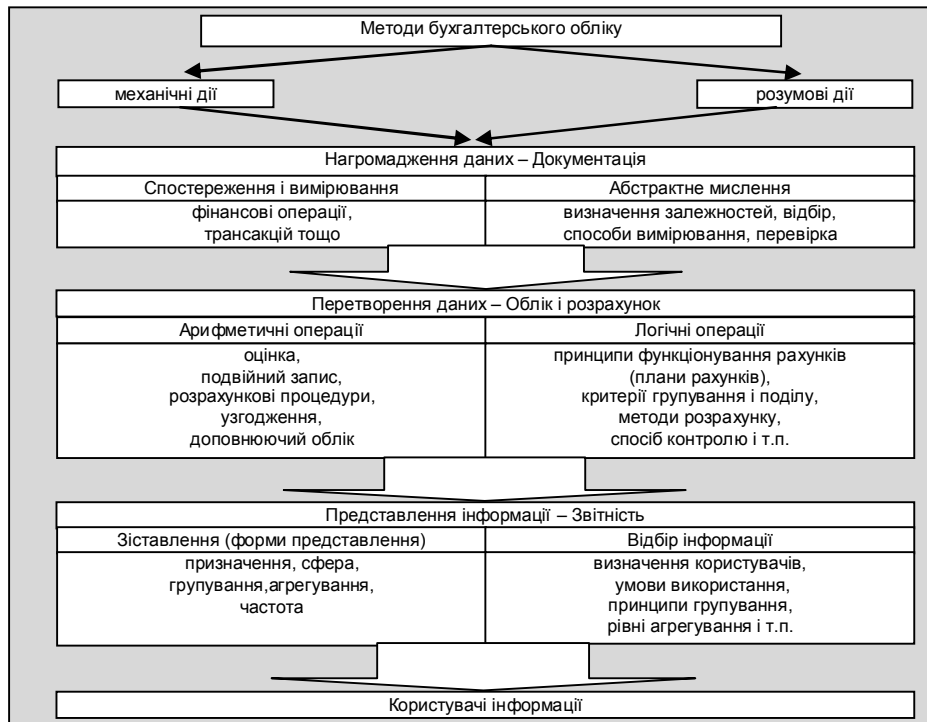 Методи бухгалтерського обліку
механічні дії
розумові дії
Нагромадження даних – Документація
Спостереження і вимірювання
фінансові операції,
трансакцій тощо
Абстрактне мислення
визначення залежностей, відбір,
способи вимірювання, перевірка
Перетворення даних – Облік і розрахунок
Арифметичні операції
оцінка,
подвійний запис,
розрахункові процедури,
узгодження,
доповнюючий облік
Логічні операції
принципи функціонування рахунків
(плани рахунків),
критерії групування і поділу,
методи розрахунку,
спосіб контролю і т.п.
Представлення інформації – Звітність
Зіставлення (форми представлення)
призначення, сфера,
групування,агрегування,
частота
Відбір інформації
визначення користувачів,
умови використання,
принципи групування,
рівні агрегування і т.п.
Користувачі інформації